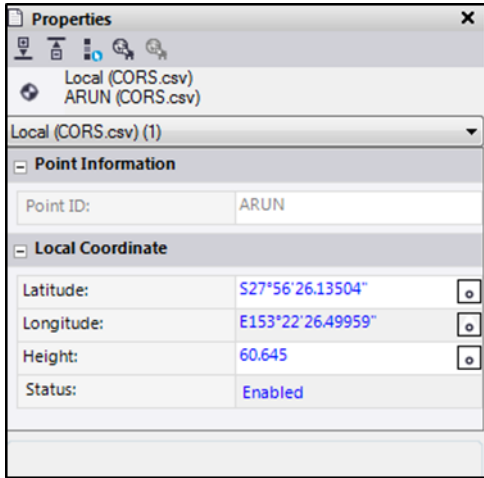 Properties
Local (CORS.csv)
ARUN (CORS.csv)
Local (CORS.csv) (1)
Point Information
Point ID: ARUN
Local Coordinate
Latitude: S27°56'26.13504"
Longitude: E153°22'26.49959"
Height: 60.645
Status: Enabled